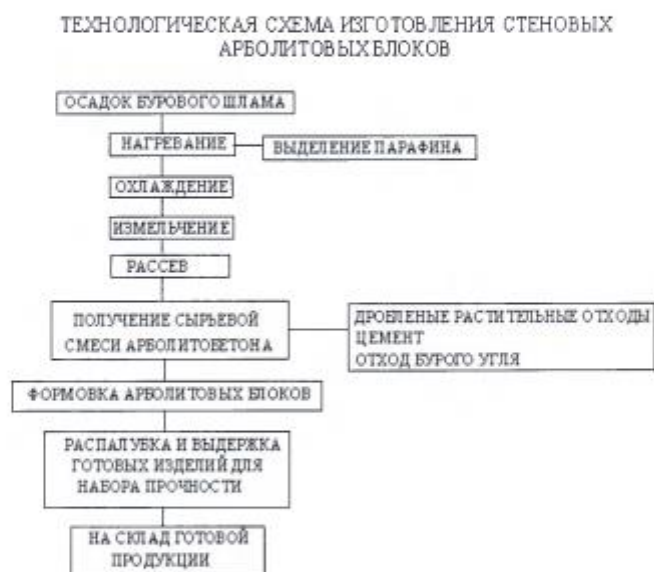 ТЕХНОЛОГИЧЕСКАЯ СХЕМА ИЗГОТОВЛЕНИЯ СТЕНОВЫХ
АРБОЛИТОВЫХ БЛОКОВ
ОСАДОК БУРОВОГО ШЛАМА
НАГРЕВАНИЕ
ВЫДЕЛЕНИЕ ПАРАФИНА
ОХЛАЖДЕНИЕ
ИЗМЕЛЬЧЕНИЕ
РАССЕВ
ПОЛУЧЕНИЕ СЫРЬЕВОЙ
СМЕСИ АРБОЛИТОБЕТОНА
ДРОБЛЕНЫЕ РАСТИТЕЛЬНЫЕ ОТХОДЫ
ЦЕМЕНТ
ОТХОД БУРОГО УГЛЯ
ФОРМОВКА АРБОЛИТОВЫХ БЛОКОВ
РАСПАЛУБКА И ВЫДЕРЖКА
ГОТОВЫХ ИЗДЕЛИЙ ДЛЯ
НАБОРА ПРОЧНОСТИ
НА СКЛАД ГОТОВОЙ
ПРОДУКЦИИ